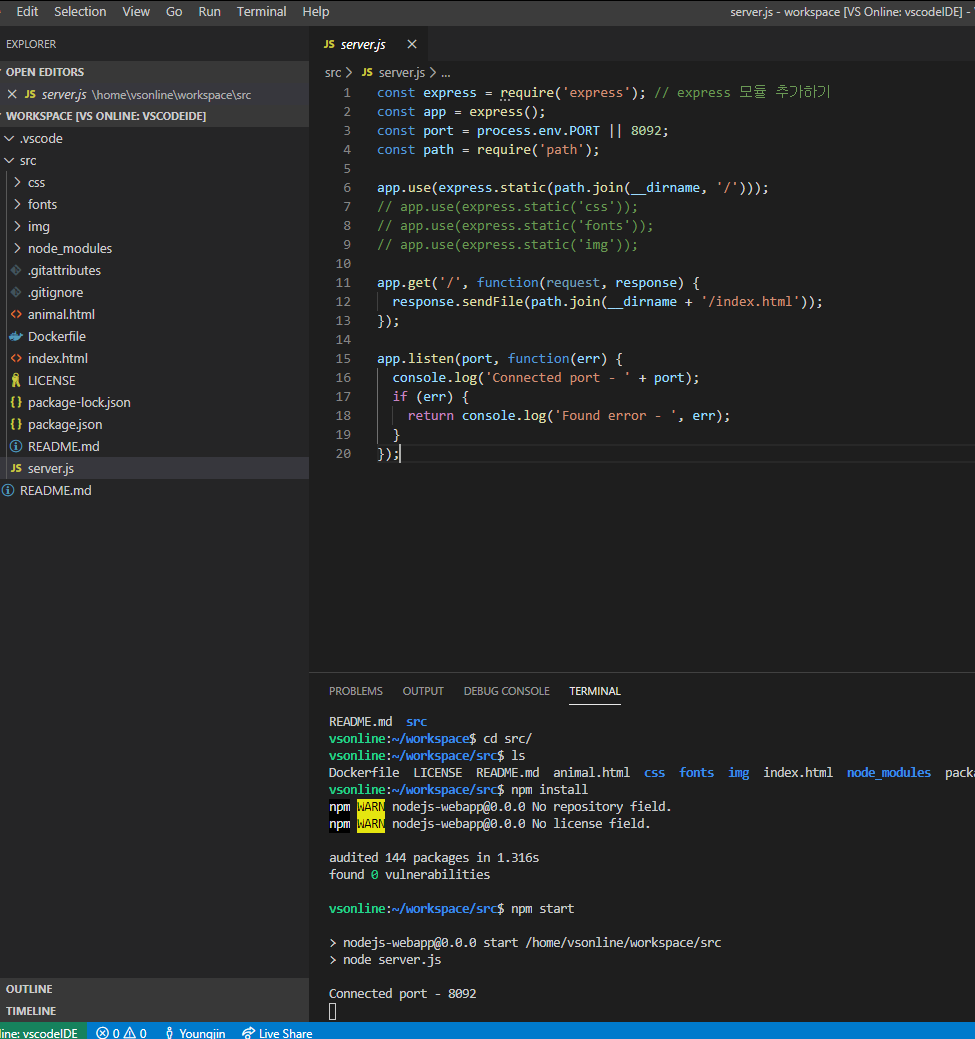 Edit Selection View Go Run Terminal Help server.js - workspace [VS Online: vscodeIDE] -
EXPLORER
OPEN EDITORS
JS server.js \home\vsonline\workspace\src
WORKSPACE [VS ONLINE: VSCODEIDE]
.vscode
src
css
fonts
img
node_modules
.gitattributes
.gitignore
animal.html
Dockerfile
index.html
LICENSE
package-lock.json
package.json
README.md
JS server.js
README.md
OUTLINE
TIMELINE
JS server.js
src > JS server.js > ...
1 const express = require('express'); // express 모듈 추가하기
2 const app = express();
3 const port = process.env.PORT || 8092;
4 const path = require('path');
5
6 app.use(express.static(path.join(__dirname, '/')));
7 // app.use(express.static('css'));
8 // app.use(express.static('fonts'));
9 // app.use(express.static('img'));
10
11 app.get('/', function(request, response) {
12 response.sendFile(path.join(__dirname + '/index.html'));
13 });
14
15 app.listen(port, function(err) {
16 console.log('Connected port - ' + port);
17 if (err) {
18 return console.log('Found error - ', err);
19 }
20 });
PROBLEMS OUTPUT DEBUG CONSOLE TERMINAL
README.md src
vsonline:~/workspace$ cd src/
vsonline:~/workspace/src$ ls
Dockerfile LICENSE README.md animal.html css fonts img index.html node_modules packa
vsonline:~/workspace/src$ npm install
npm WARN nodejs-webapp@0.0.0 No repository field.
npm WARN nodejs-webapp@0.0.0 No license field.
audited 144 packages in 1.316s
found 0 vulnerabilities
vsonline:~/workspace/src$ npm start
> nodejs-webapp@0.0.0 start /home/vsonline/workspace/src
> node server.js
Connected port - 8092
line: vscodeIDE 0 0 Youngjin Live Share